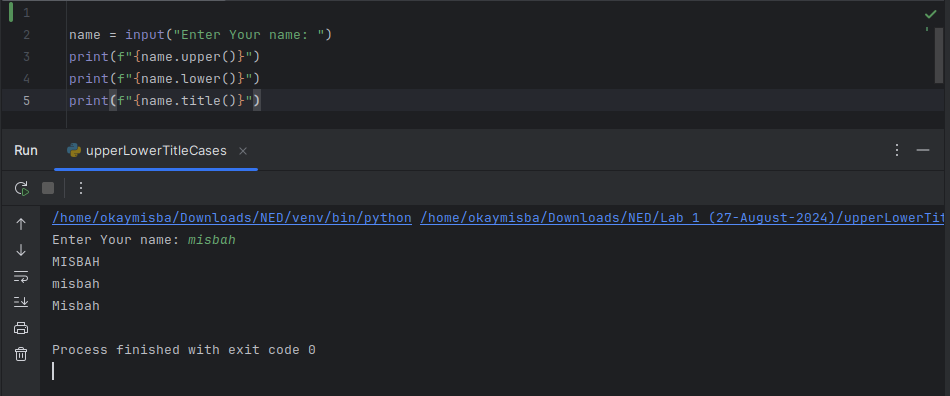 1
2 name = input("Enter Your name: ")
3 print(f"{name.upper()}")
4 print(f"{name.lower()}")
5 print(f"{name.title()}")
Run upperLowerTitleCases
/home/okaymisba/Downloads/NED/venv/bin/python /home/okaymisba/Downloads/NED/Lab 1 (27-August-2024)/upperLowerTit
Enter Your name: misbah
MISBAH
misbah
Misbah
Process finished with exit code 0